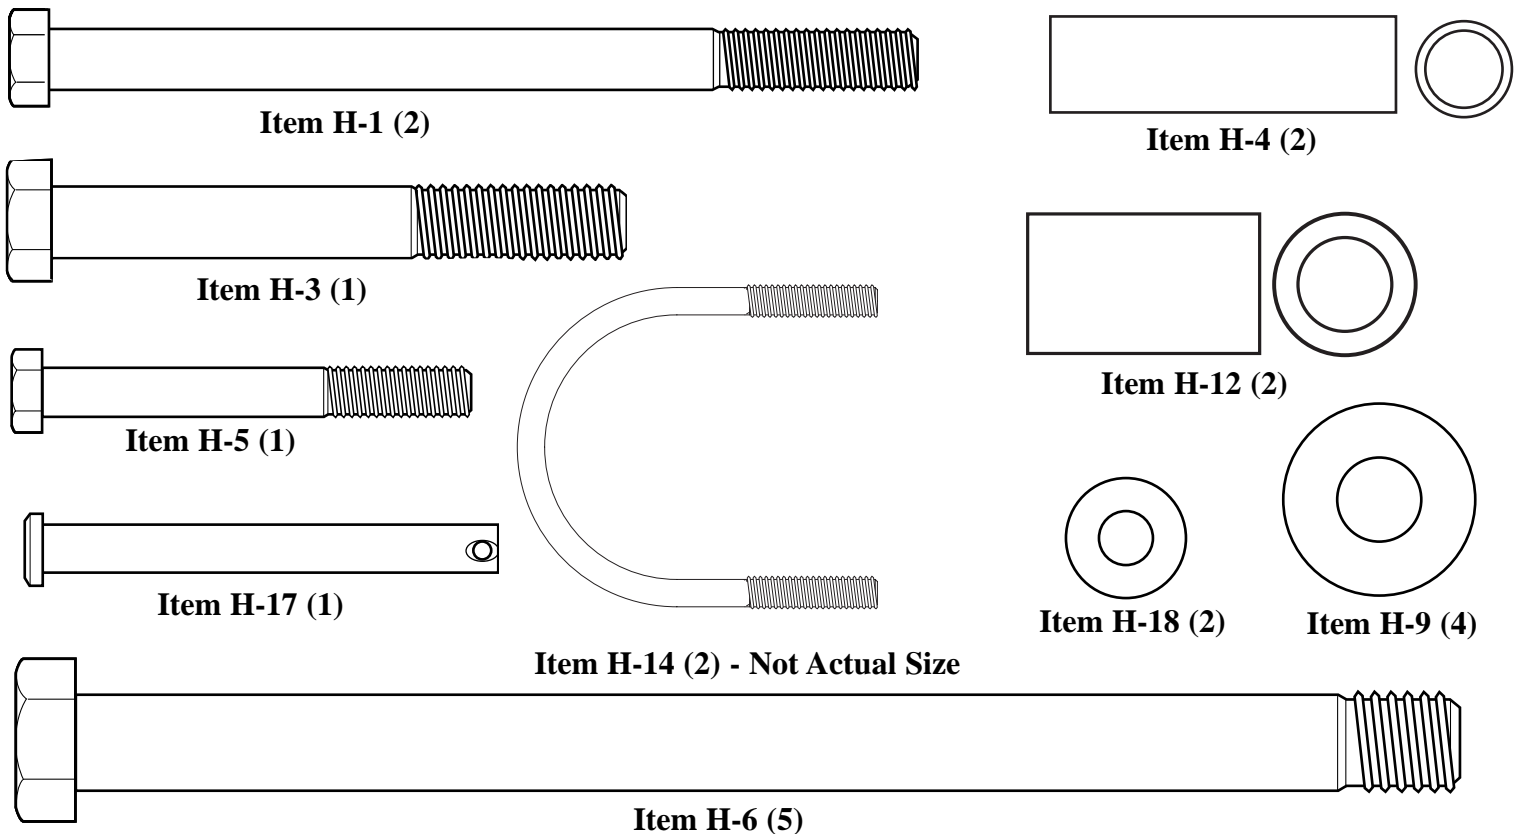 Item H-1 (2)
Item H-4 (2)
Item H-3 (1)
Item H-12 (2)
Item H-5 (1)
Item H-17 (1)
Item H-18 (2)
Item H-9 (4)
Item H-14 (2) - Not Actual Size
Item H-6 (5)